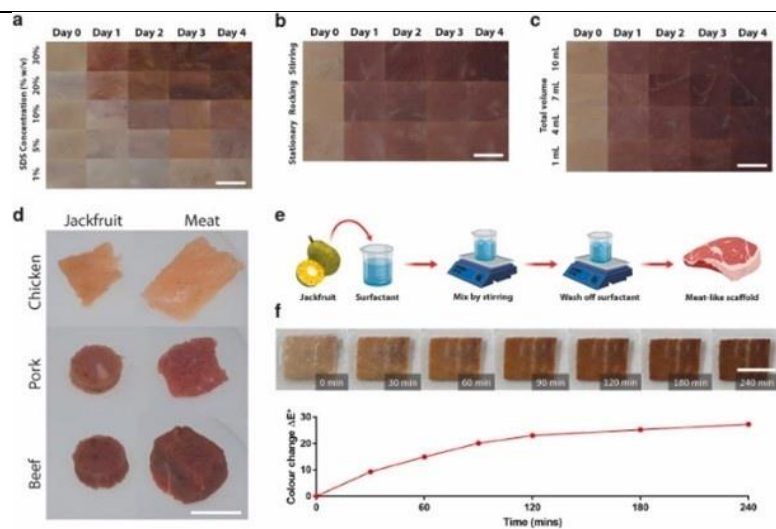 a
Day 0 Day 1 Day 2 Day 3 Day 4
SDS Concentration (% w/v)
30%
20%
10%
5%
1%
b
Day 0 Day 1 Day 2 Day 3 Day 4
Stirring
Rocking
Stationary
c
Day 0 Day 1 Day 2 Day 3 Day 4
Total volume
10 mL
7 mL
4 mL
1 mL
d
Jackfruit Meat
Chicken
Pork
Beef
e
Jackfruit Surfactant Mix by stirring Wash off surfactant Meat-like scaffold
f
0 min 30 min 60 min 90 min 120 min 180 min 240 min
Colour change ΔE*
30
20
10
0
0 60 120 180 240
Time (mins)